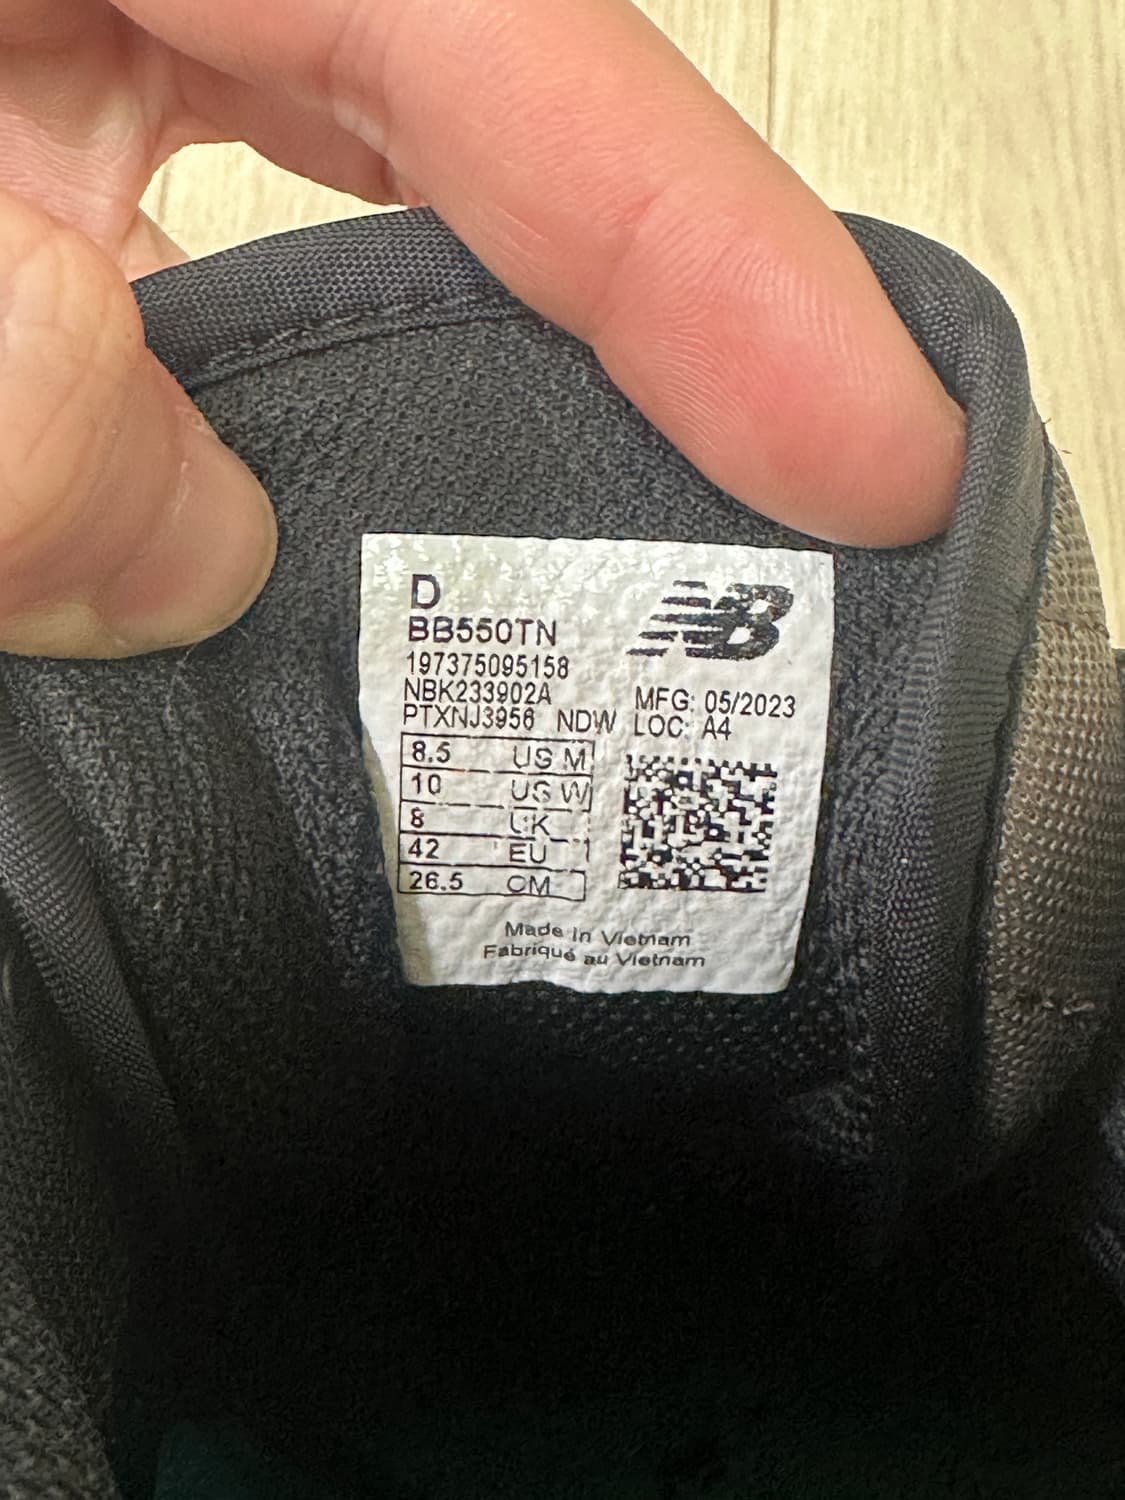 D
NB
BB550TN
197375095158
NBK233902A
MFG: 05/2023
PTXNJ3956 NDW
LOC: A4
8.5 US M
10 US W
8 UK
42 EU
26.5 CM
Made in Vietnam
Fabriqué au Vietnam